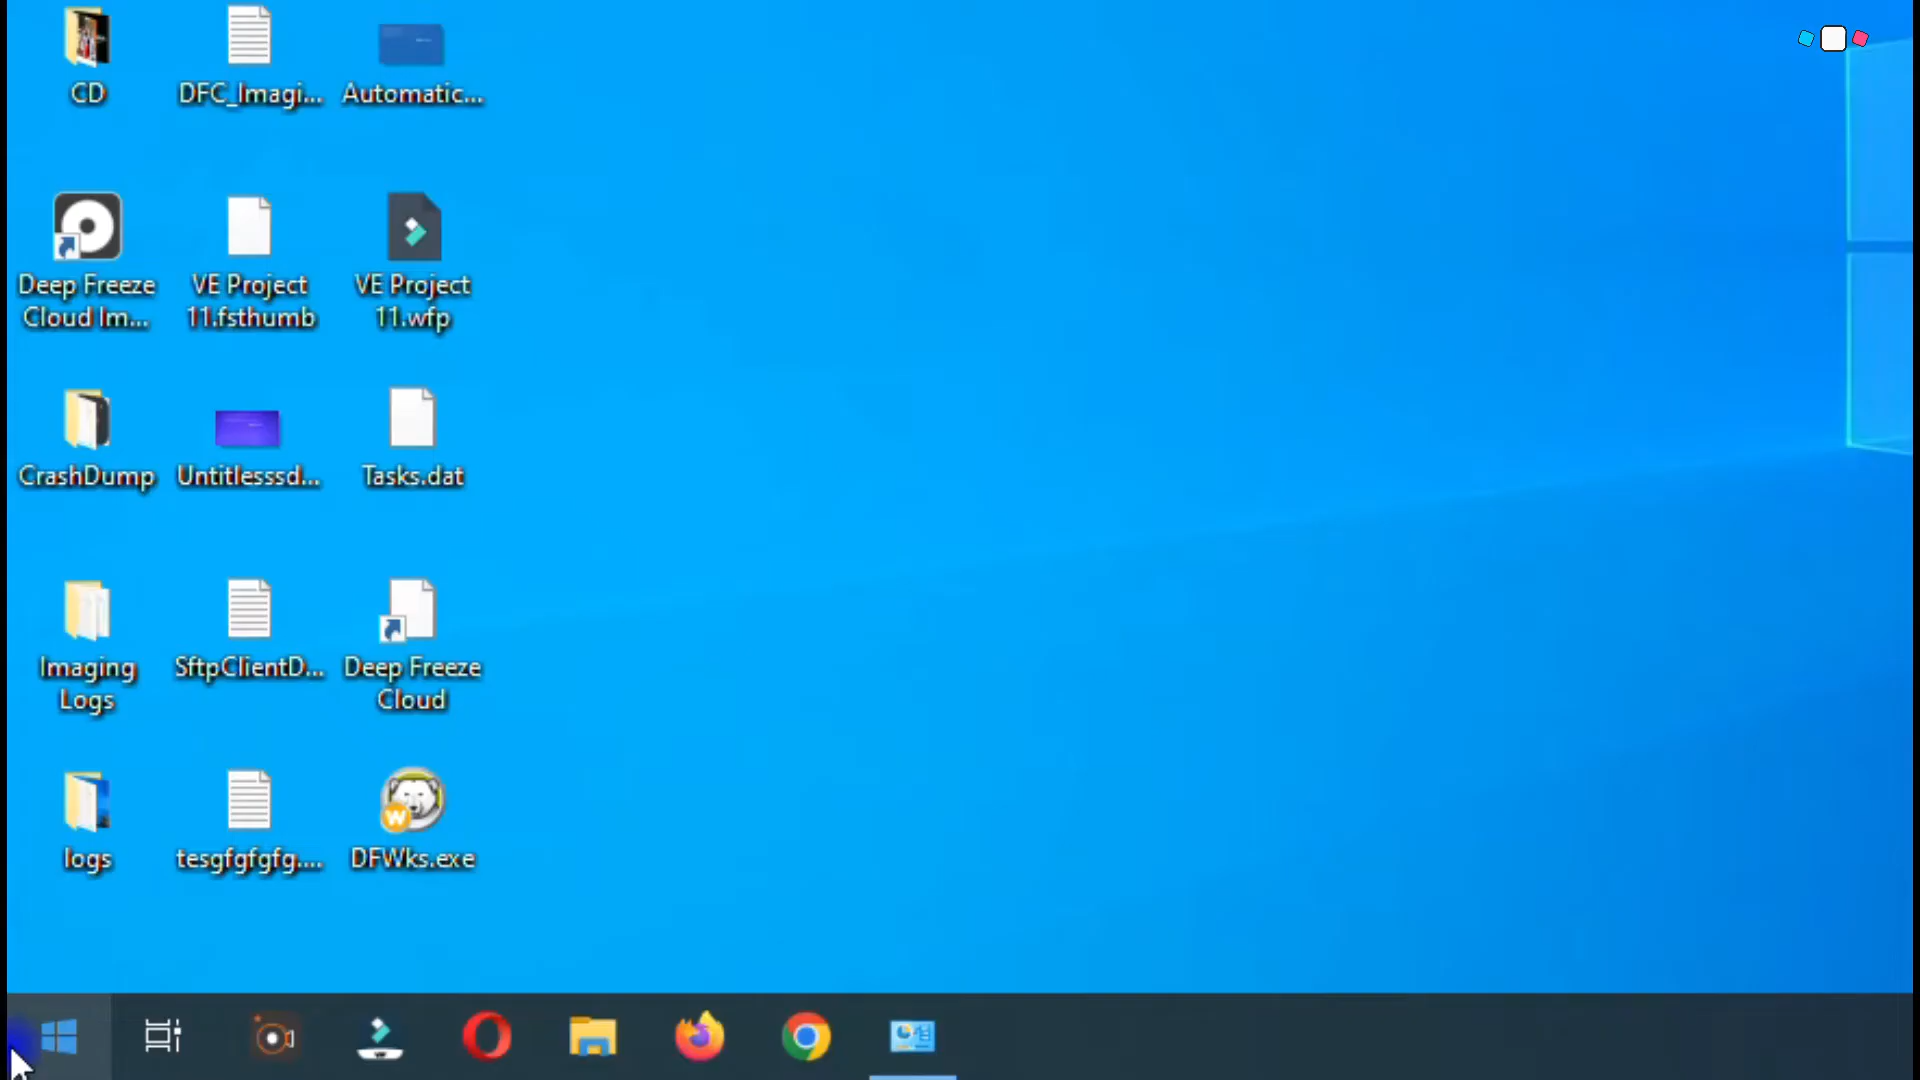 CD
DFC_Imagi...
Automatic...
Deep Freeze
Cloud Im...
VE Project
11.fsthumb
VE Project
11.wfp
CrashDump
Untitlesssd...
Tasks.dat
Imaging
Logs
SftpClientD...
Deep Freeze
Cloud
logs
tesgfgfgfg....
DFWks.exe
W